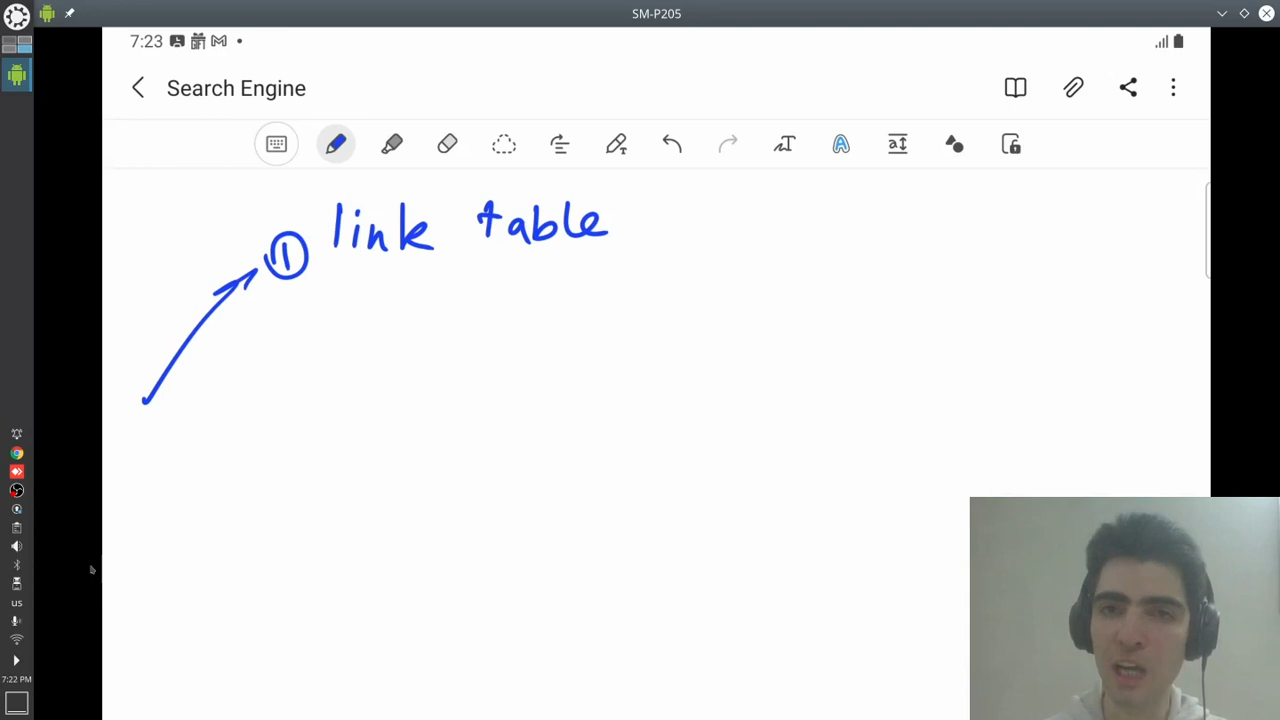 SM-P205
7:23
Search Engine
① link table
us
7:22 PM